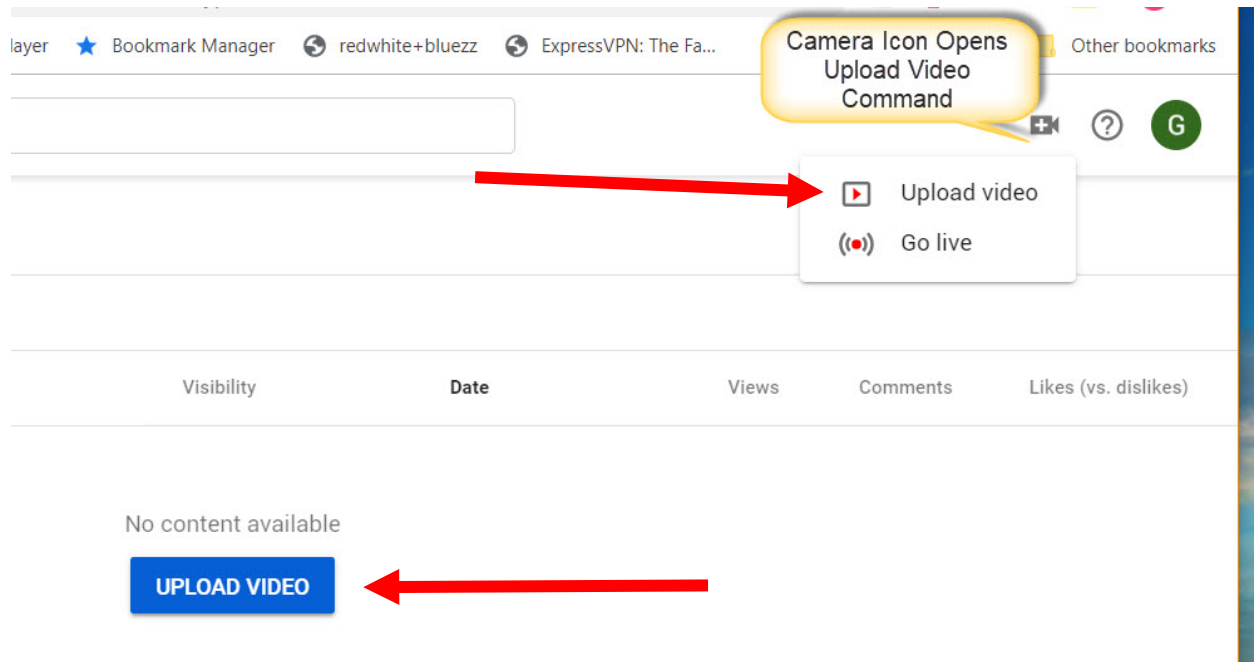 layer Bookmark Manager redwhite+bluezz ExpressVPN: The Fa... Other bookmarks
Camera Icon Opens
Upload Video
Command
G
Upload video
Go live
Visibility Date Views Comments Likes (vs. dislikes)
No content available
UPLOAD VIDEO